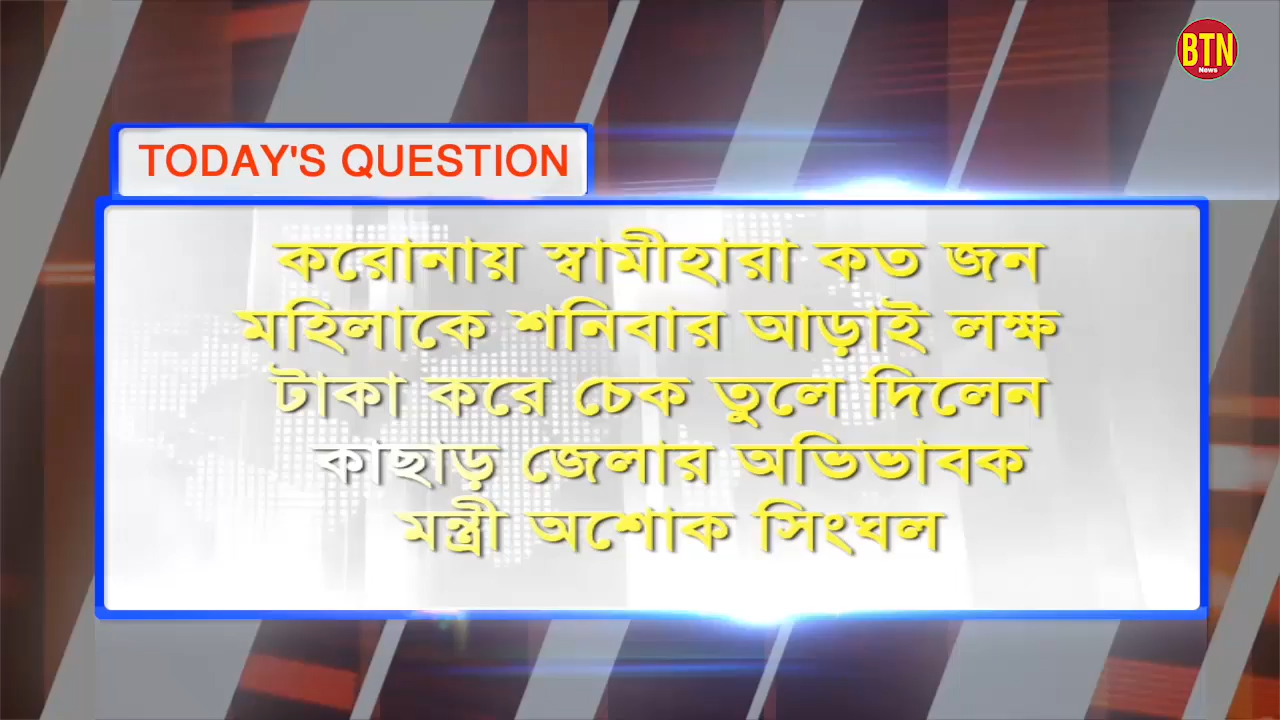 BTN
News
TODAY'S QUESTION
করোনায় স্বামীহারা কত জন
মহিলাকে শনিবার আড়াই লক্ষ
টাকা করে চেক তুলে দিলেন
কাছাড় জেলার অভিভাবক
মন্ত্রী অশোক সিংঘল